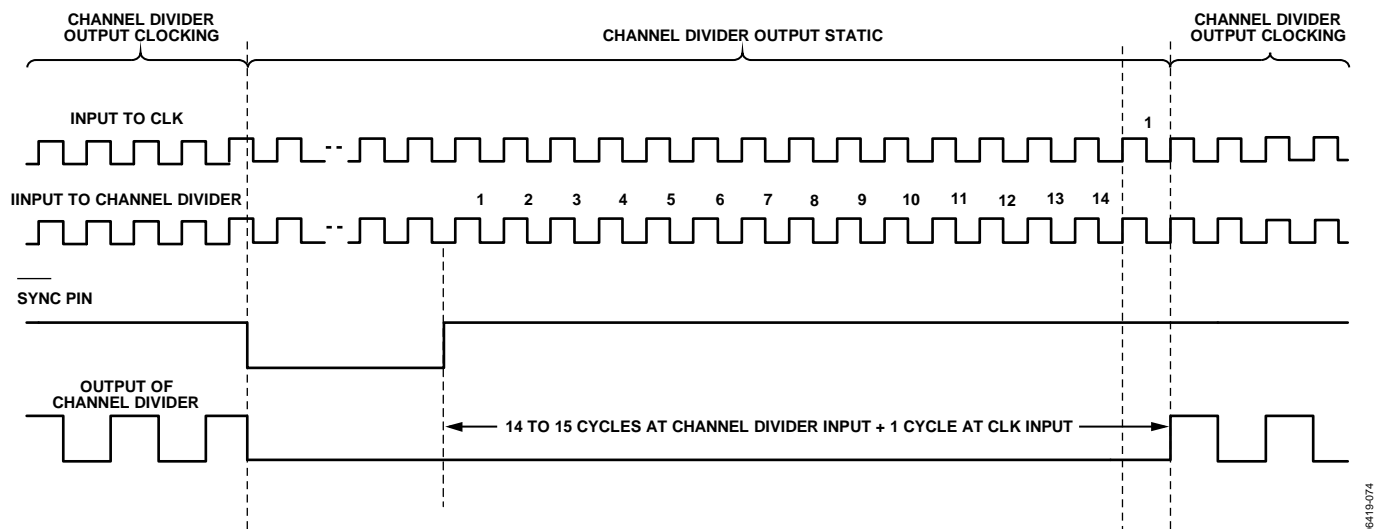 CHANNEL DIVIDER
OUTPUT CLOCKING
CHANNEL DIVIDER OUTPUT STATIC
CHANNEL DIVIDER
OUTPUT CLOCKING
INPUT TO CLK
1
IINPUT TO CHANNEL DIVIDER
1 2 3 4 5 6 7 8 9 10 11 12 13 14
SYNC PIN
OUTPUT OF
CHANNEL DIVIDER
14 TO 15 CYCLES AT CHANNEL DIVIDER INPUT + 1 CYCLE AT CLK INPUT
06419-074